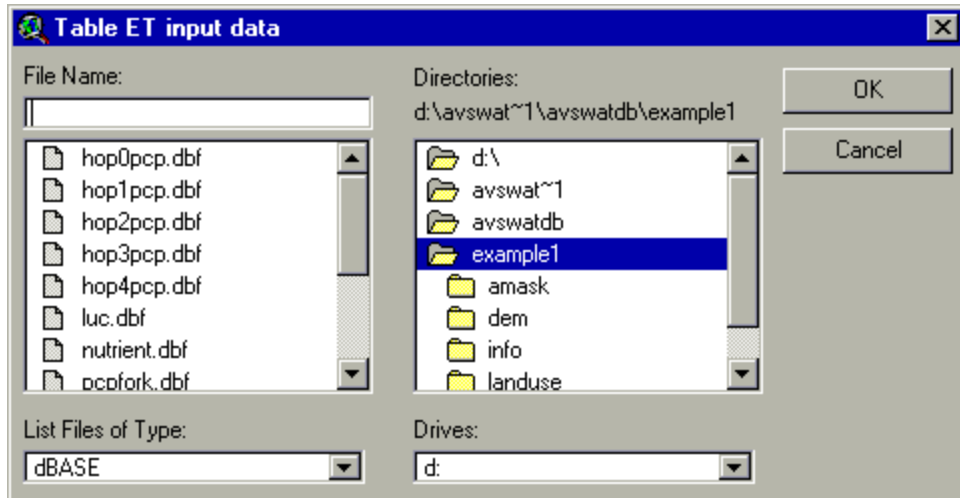 Table ET input data
File Name:
hop0pcp.dbf
hop1pcp.dbf
hop2pcp.dbf
hop3pcp.dbf
hop4pcp.dbf
luc.dbf
nutrient.dbf
pcpfork.dbf
List Files of Type:
dBASE
Directories:
d:\avswat~1\avswatdb\example1
d:\
avswat~1
avswatdb
example1
amask
dem
info
landuse
Drives:
d:
OK
Cancel